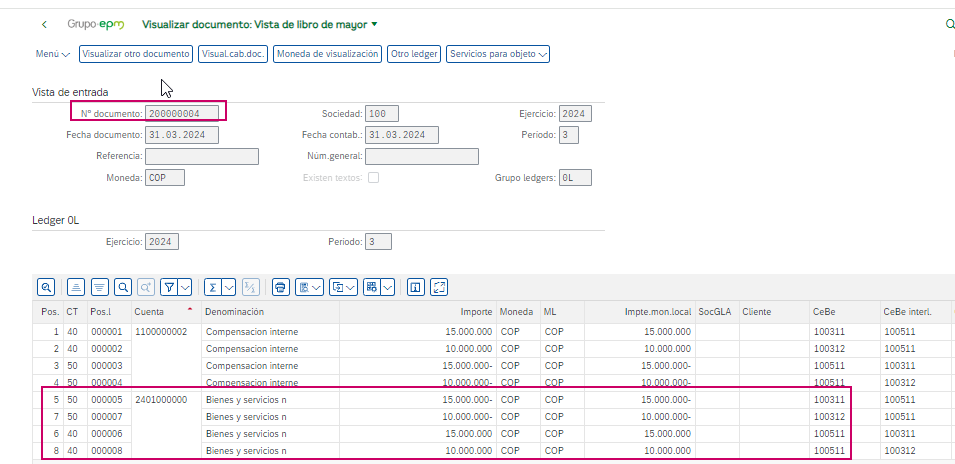 Grupo·epm Visualizar documento: Vista de libro de mayor
Menú Visualizar otro documento Visual.cab.doc. Moneda de visualización Otro ledger Servicios para objeto
Vista de entrada
Nº documento: 200000004 Sociedad: 100 Ejercicio: 2024
Fecha documento: 31.03.2024 Fecha contab.: 31.03.2024 Período: 3
Referencia: Núm.general:
Moneda: COP Existen textos: Grupo ledgers: 0L
Ledger 0L
Ejercicio: 2024 Periodo: 3
Pos. CT Pos.l Cuenta * Denominación Importe Moneda ML Impte.mon.local SocGLA Cliente CeBe CeBe interl.
1 40 000001 1100000002 Compensacion interne 15.000.000 COP COP 15.000.000 100311 100511
2 40 000002 Compensacion interne 10.000.000 COP COP 10.000.000 100312 100511
3 50 000003 Compensacion interne 15.000.000- COP COP 15.000.000- 100511 100311
4 50 000004 Compensacion interne 10.000.000- COP COP 10.000.000- 100511 100312
5 50 000005 2401000000 Bienes y servicios n 15.000.000- COP COP 15.000.000- 100311 100511
7 50 000007 Bienes y servicios n 10.000.000- COP COP 10.000.000- 100312 100511
6 40 000006 Bienes y servicios n 15.000.000 COP COP 15.000.000 100511 100311
8 40 000008 Bienes y servicios n 10.000.000 COP COP 10.000.000 100511 100312